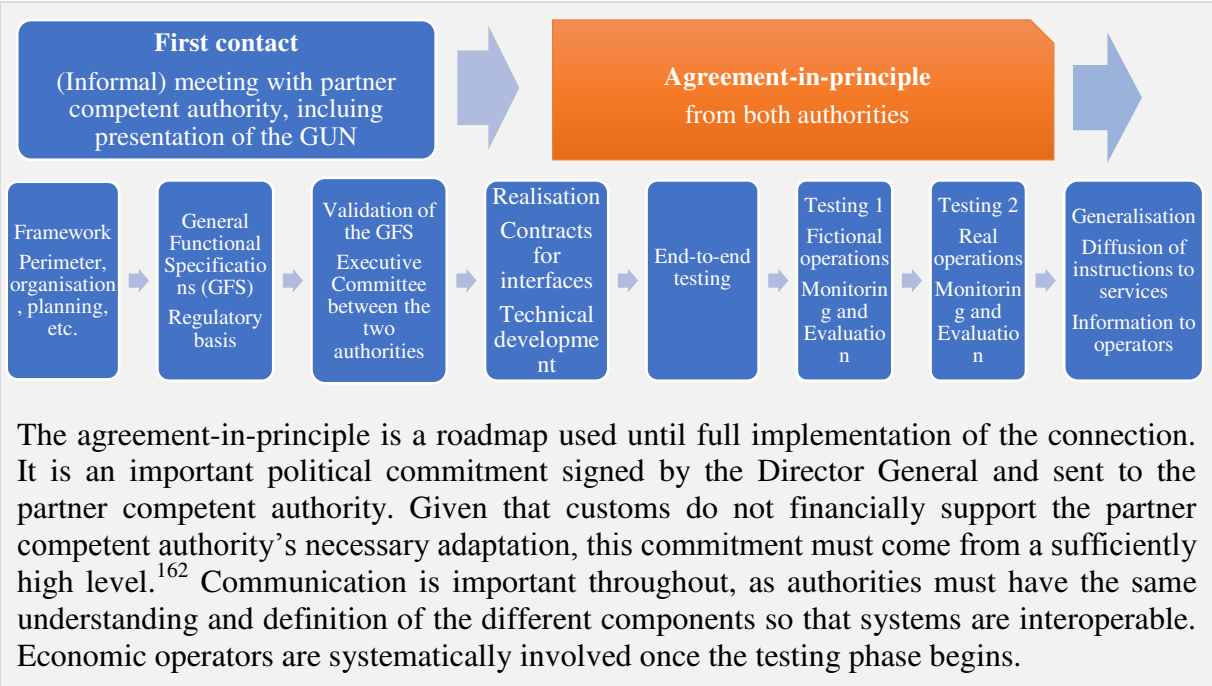 First contact
(Informal) meeting with partner
competent authority, incluing
presentation of the GUN
Agreement-in-principle
from both authorities
Framework
Perimeter,
organisation
, planning,
etc.
General
Functional
Specificatio
ns (GFS)
Regulatory
basis
Validation of
the GFS
Executive
Committee
between the
two
authorities
Realisation
Contracts
for
interfaces
Technical
developme
nt
End-to-end
testing
Testing 1
Fictional
operations
Monitorin
g and
Evaluatio
n
Testing 2
Real
operations
Monitorin
g and
Evaluatio
n
Generalisation
Diffusion of
instructions to
services
Information to
operators
The agreement-in-principle is a roadmap used until full implementation of the connection.
It is an important political commitment signed by the Director General and sent to the
partner competent authority. Given that customs do not financially support the partner
competent authority’s necessary adaptation, this commitment must come from a sufficiently
high level.162 Communication is important throughout, as authorities must have the same
understanding and definition of the different components so that systems are interoperable.
Economic operators are systematically involved once the testing phase begins.